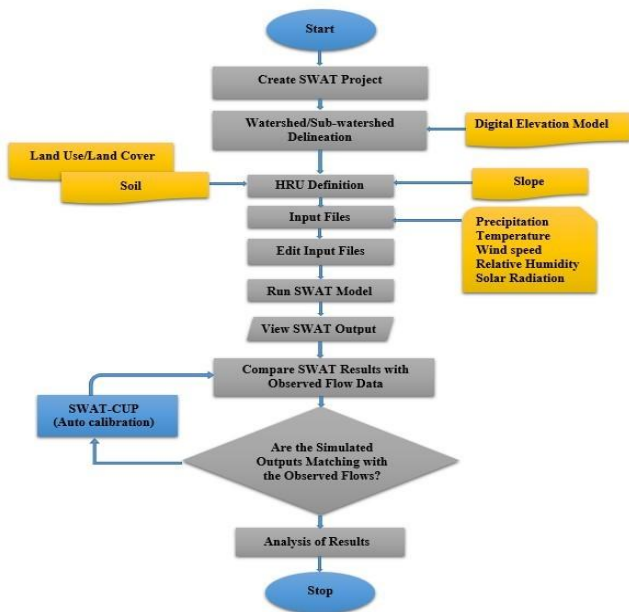 Start
Create SWAT Project
Watershed/Sub-watershed
Delineation
Digital Elevation Model
Land Use/Land Cover
Soil
HRU Definition
Slope
Input Files
Precipitation
Temperature
Wind speed
Relative Humidity
Solar Radiation
Edit Input Files
Run SWAT Model
View SWAT Output
Compare SWAT Results with
Observed Flow Data
SWAT-CUP
(Auto calibration)
Are the Simulated
Outputs Matching with
the Observed Flows?
Analysis of Results
Stop